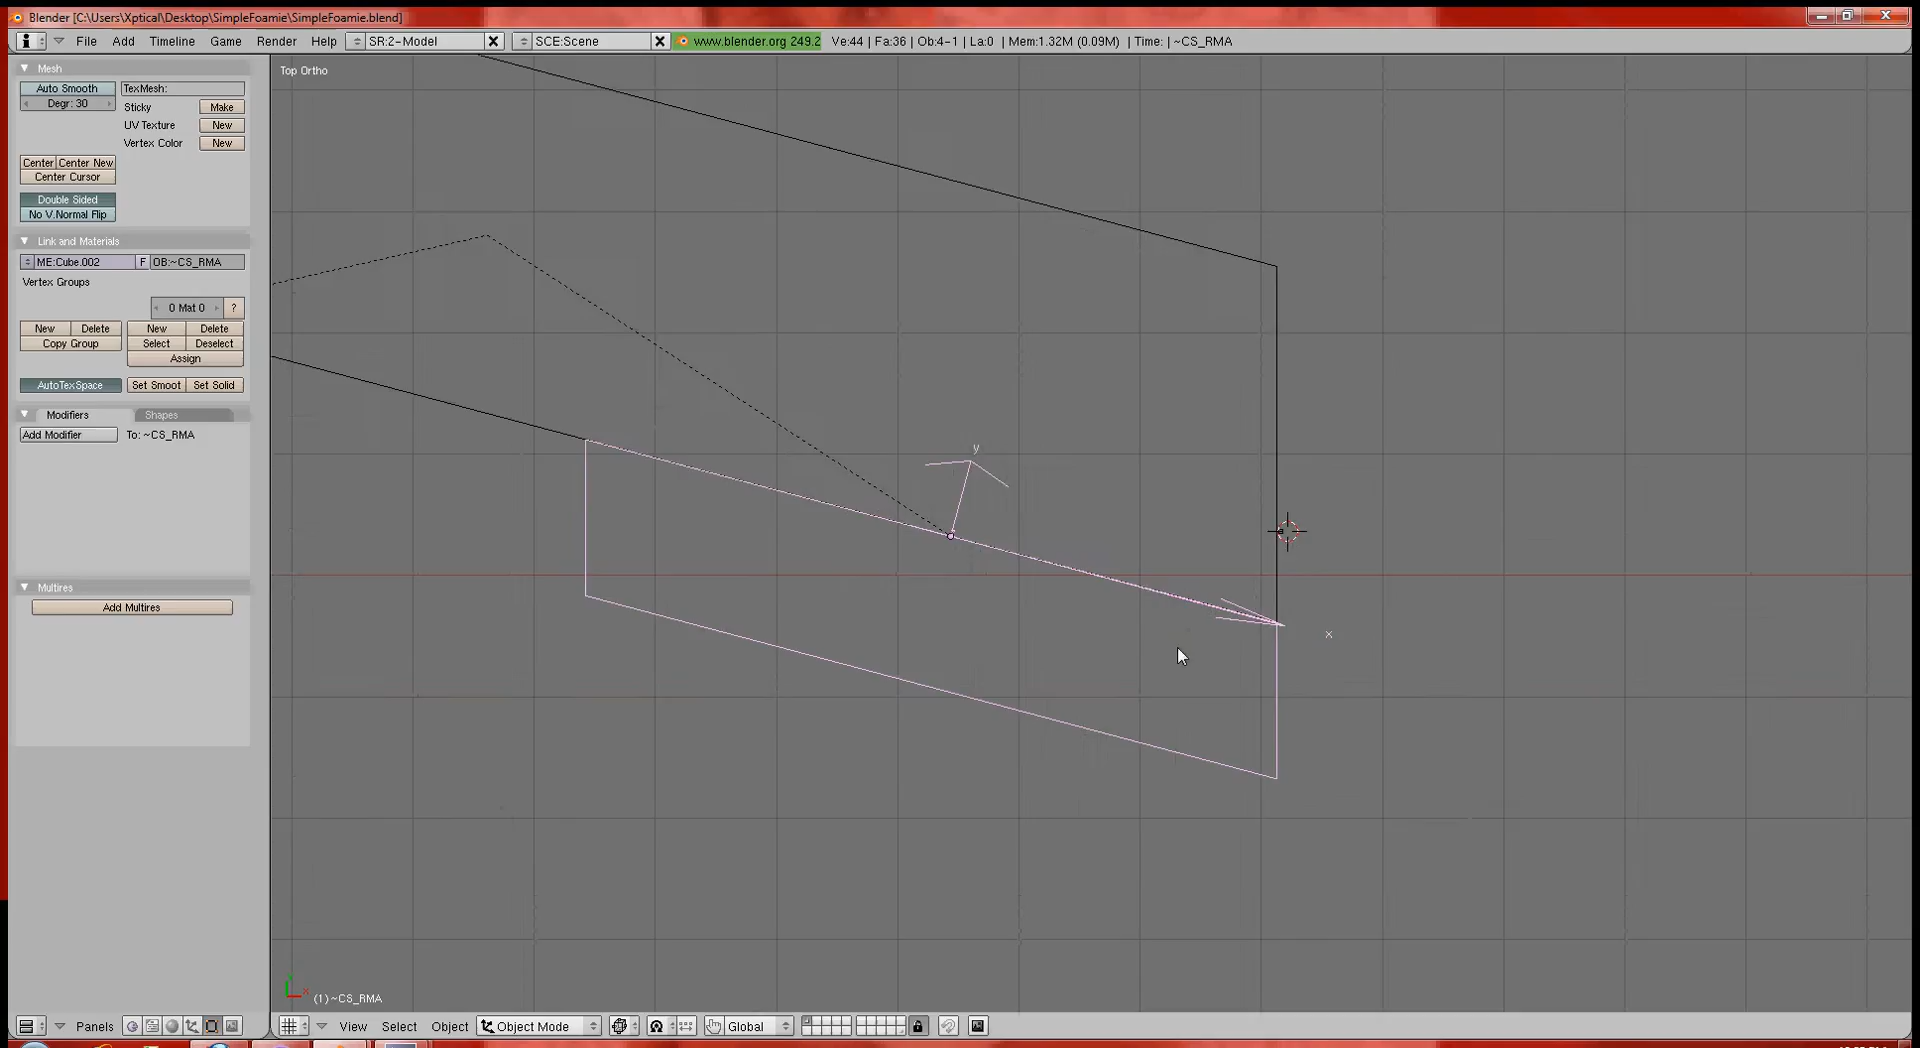 Blender [C:\Users\Xptical\Desktop\SimpleFoamie\SimpleFoamie.blend]
File Add Timeline Game Render Help SR:2-Model SCE:Scene www.blender.org 249.2 Ve:44 | Fa:36 | Ob:4-1 | La:0 | Mem:1.32M (0.09M) | Time: | ~CS_RMA
Mesh
Top Ortho
Auto Smooth TexMesh:
Degr: 30 Sticky Make
UV Texture New
Vertex Color New
Center Center New
Center Cursor
Double Sided
No V.Normal Flip
Link and Materials
ME:Cube.002 F OB:~CS_RMA
Vertex Groups
0 Mat 0 ?
New Delete New Delete
Copy Group Select Deselect
Assign
AutoTexSpace Set Smoot Set Solid
Modifiers Shapes
Add Modifier To: ~CS_RMA
Multires
Add Multires
y
x
x
(1) ~CS_RMA
Panels View Select Object Object Mode Global